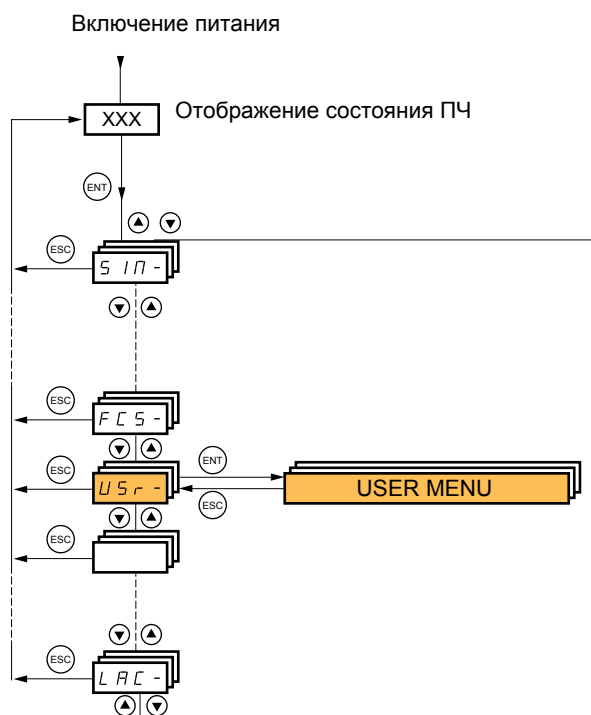 Включение питания
XXX
Отображение состояния ПЧ
ENT
ESC
SIM-
ESC
FCS-
ESC
USr-
ENT
USER MENU
ESC
ESC
ESC
LAC-